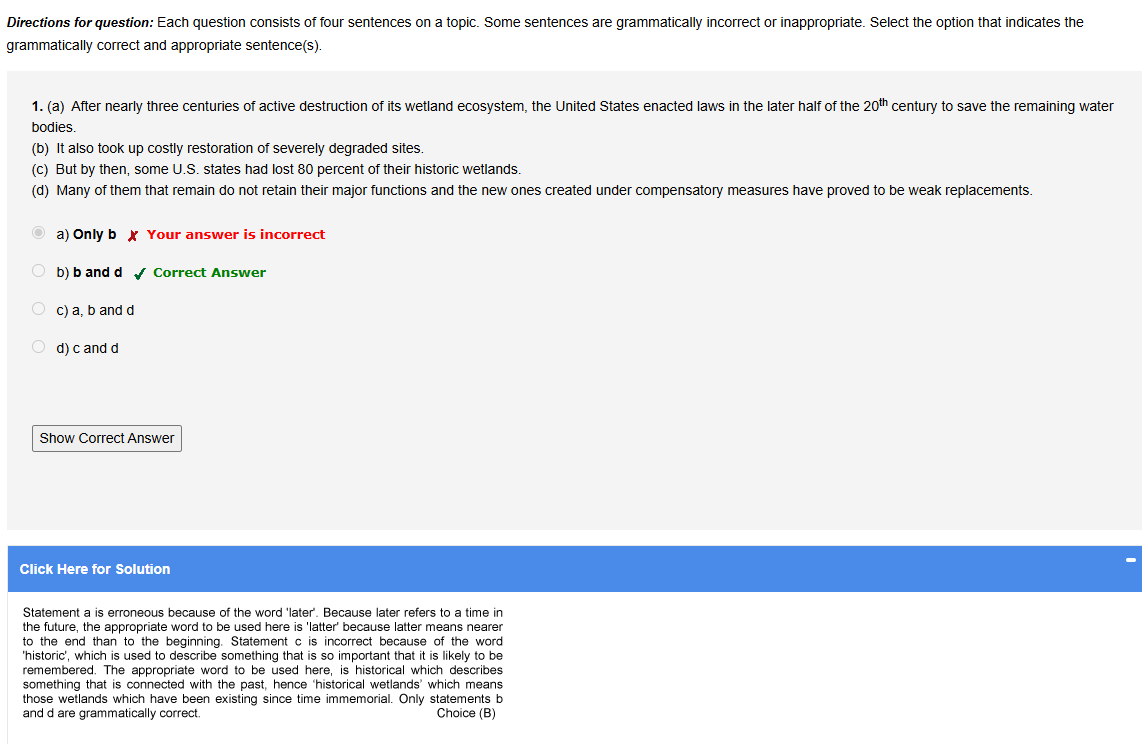 Directions for question: Each question consists of four sentences on a topic. Some sentences are grammatically incorrect or inappropriate. Select the option that indicates the
grammatically correct and appropriate sentence(s).
1. (a) After nearly three centuries of active destruction of its wetland ecosystem, the United States enacted laws in the later half of the 20th century to save the remaining water
bodies.
(b) It also took up costly restoration of severely degraded sites.
(c) But by then, some U.S. states had lost 80 percent of their historic wetlands.
(d) Many of them that remain do not retain their major functions and the new ones created under compensatory measures have proved to be weak replacements.
a) Only b ✗ Your answer is incorrect
b) b and d ✓ Correct Answer
c) a, b and d
d) c and d
Show Correct Answer
Click Here for Solution
Statement a is erroneous because of the word 'later'. Because later refers to a time in
the future, the appropriate word to be used here is 'latter' because latter means nearer
to the end than to the beginning. Statement c is incorrect because of the word
'historic', which is used to describe something that is so important that it is likely to be
remembered. The appropriate word to be used here, is historical which describes
something that is connected with the past, hence 'historical wetlands' which means
those wetlands which have been existing since time immemorial. Only statements b
and d are grammatically correct. Choice (B)